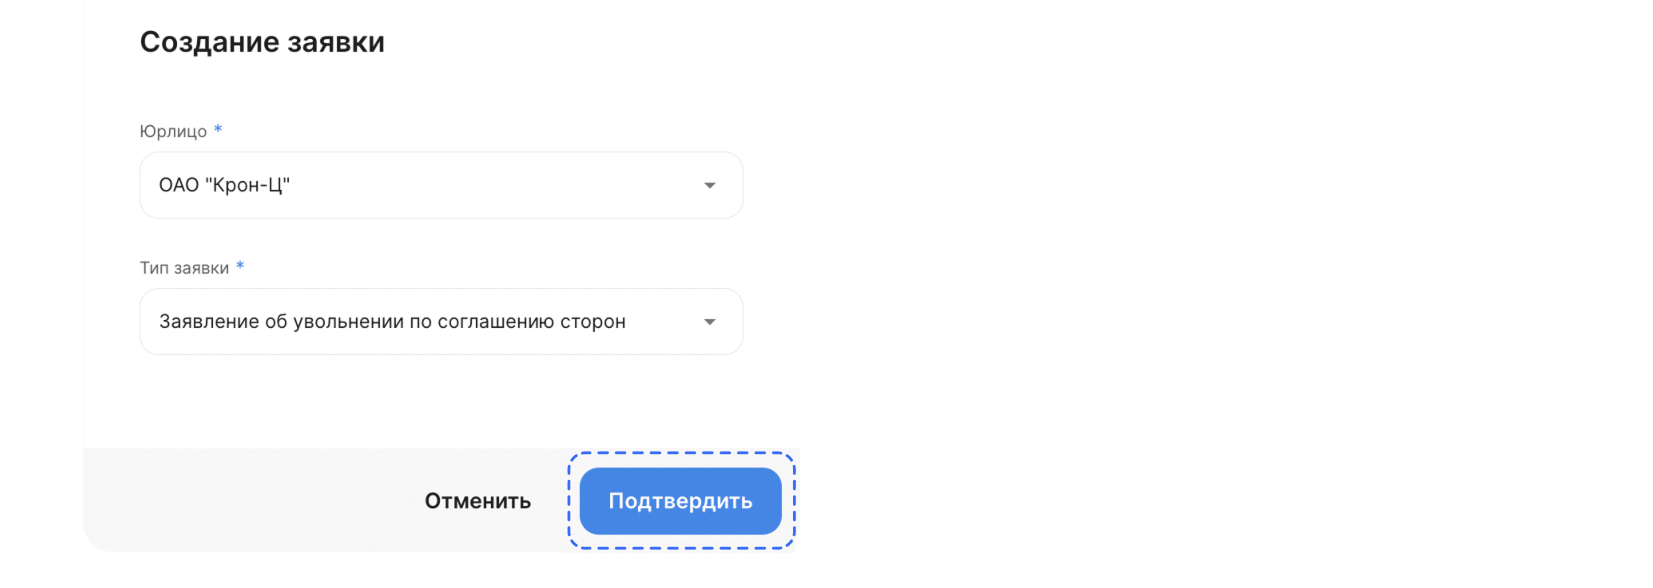 Создание заявки
Юрлицо *
ОАО "Крон-Ц"
Тип заявки *
Заявление об увольнении по соглашению сторон
Отменить
Подтвердить